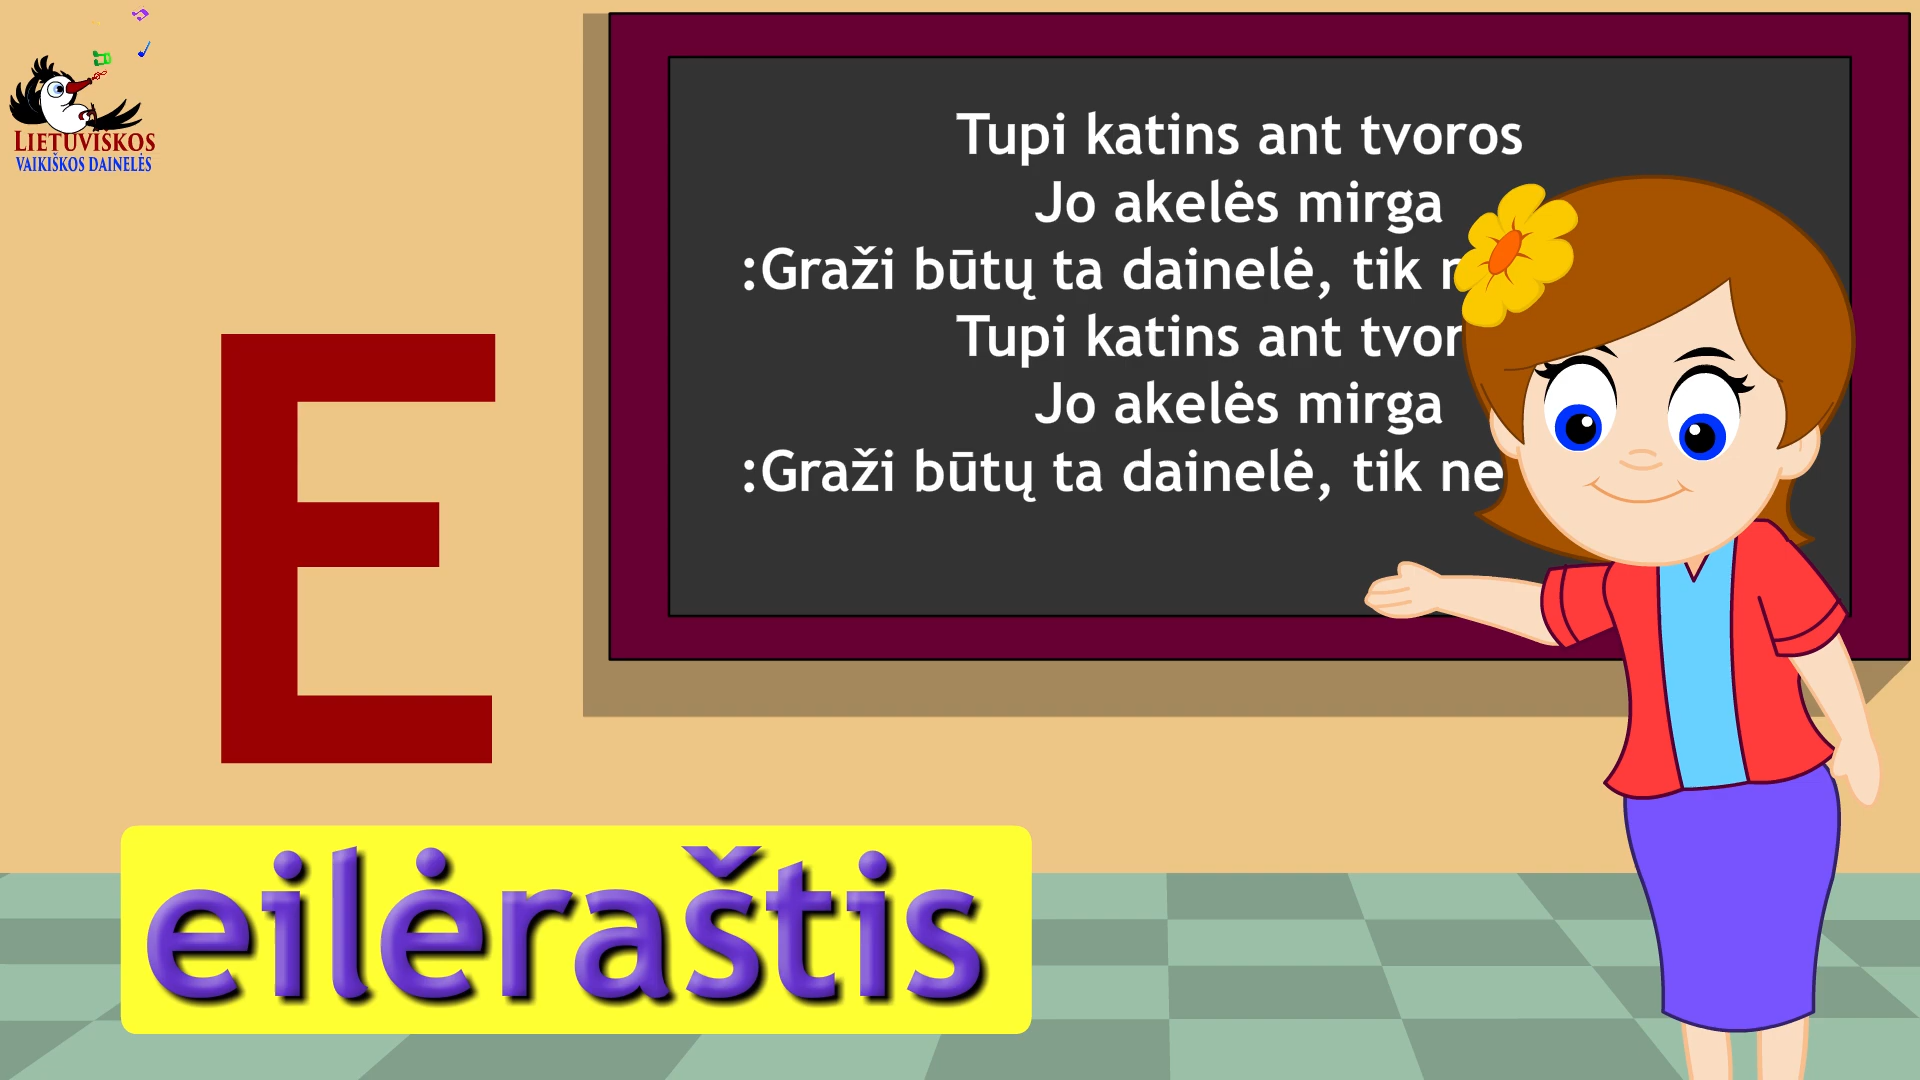 LIETUVIŠKOS
VAIKIŠKOS DAINELĖS
Tupi katins ant tvoros
Jo akelės mirga
:Graži būtų ta dainelė, tik
Tupi katins ant
Jo akelės mirga
:Graži būtų ta dainelė, tik
E
eilėraštis